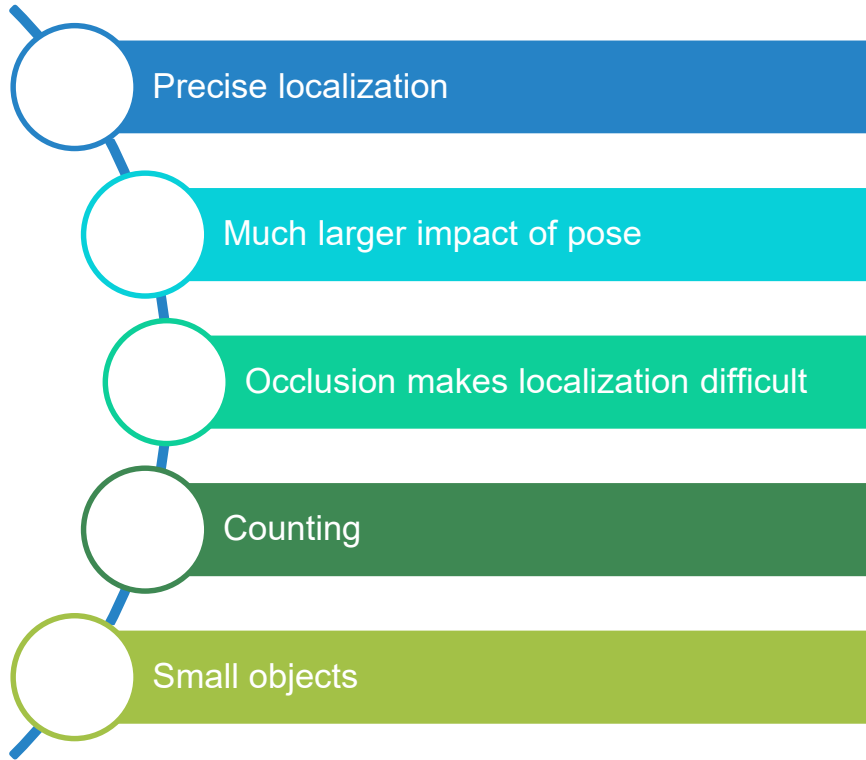 Precise localization
Much larger impact of pose
Occlusion makes localization difficult
Counting
Small objects